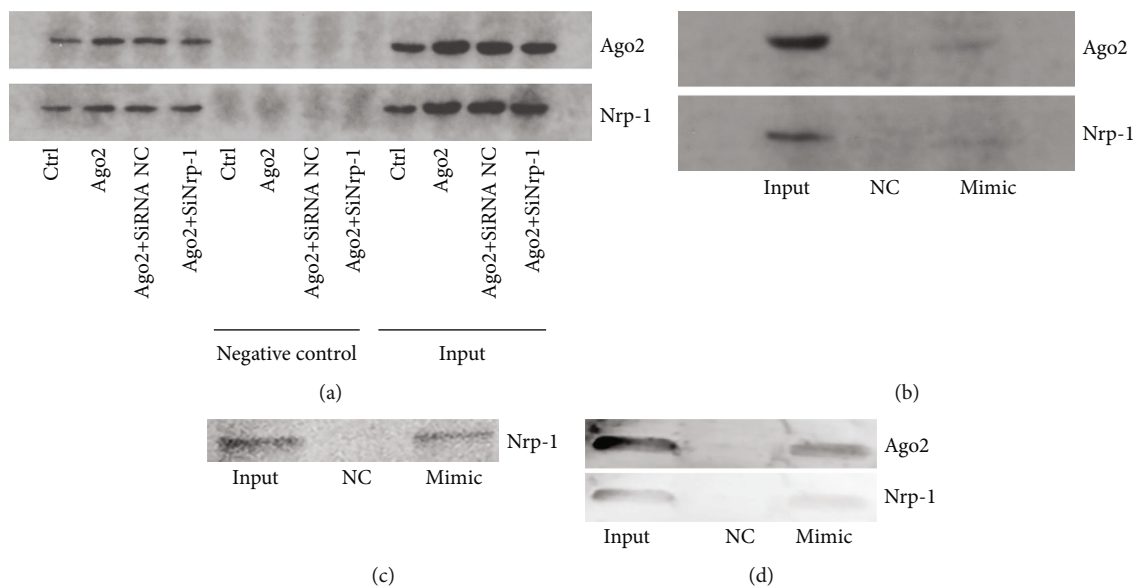 Ago2
Nrp-1
Ctrl
Ago2
Ago2+SiRNA NC
Ago2+SiNrp-1
Ctrl
Ago2
Ago2+SiRNA NC
Ago2+SiNrp-1
Ctrl
Ago2
Ago2+SiRNA NC
Ago2+SiNrp-1
Negative control
Input
(a)
Ago2
Nrp-1
Input NC Mimic
(b)
Nrp-1
Input NC Mimic
(c)
Ago2
Nrp-1
Input NC Mimic
(d)